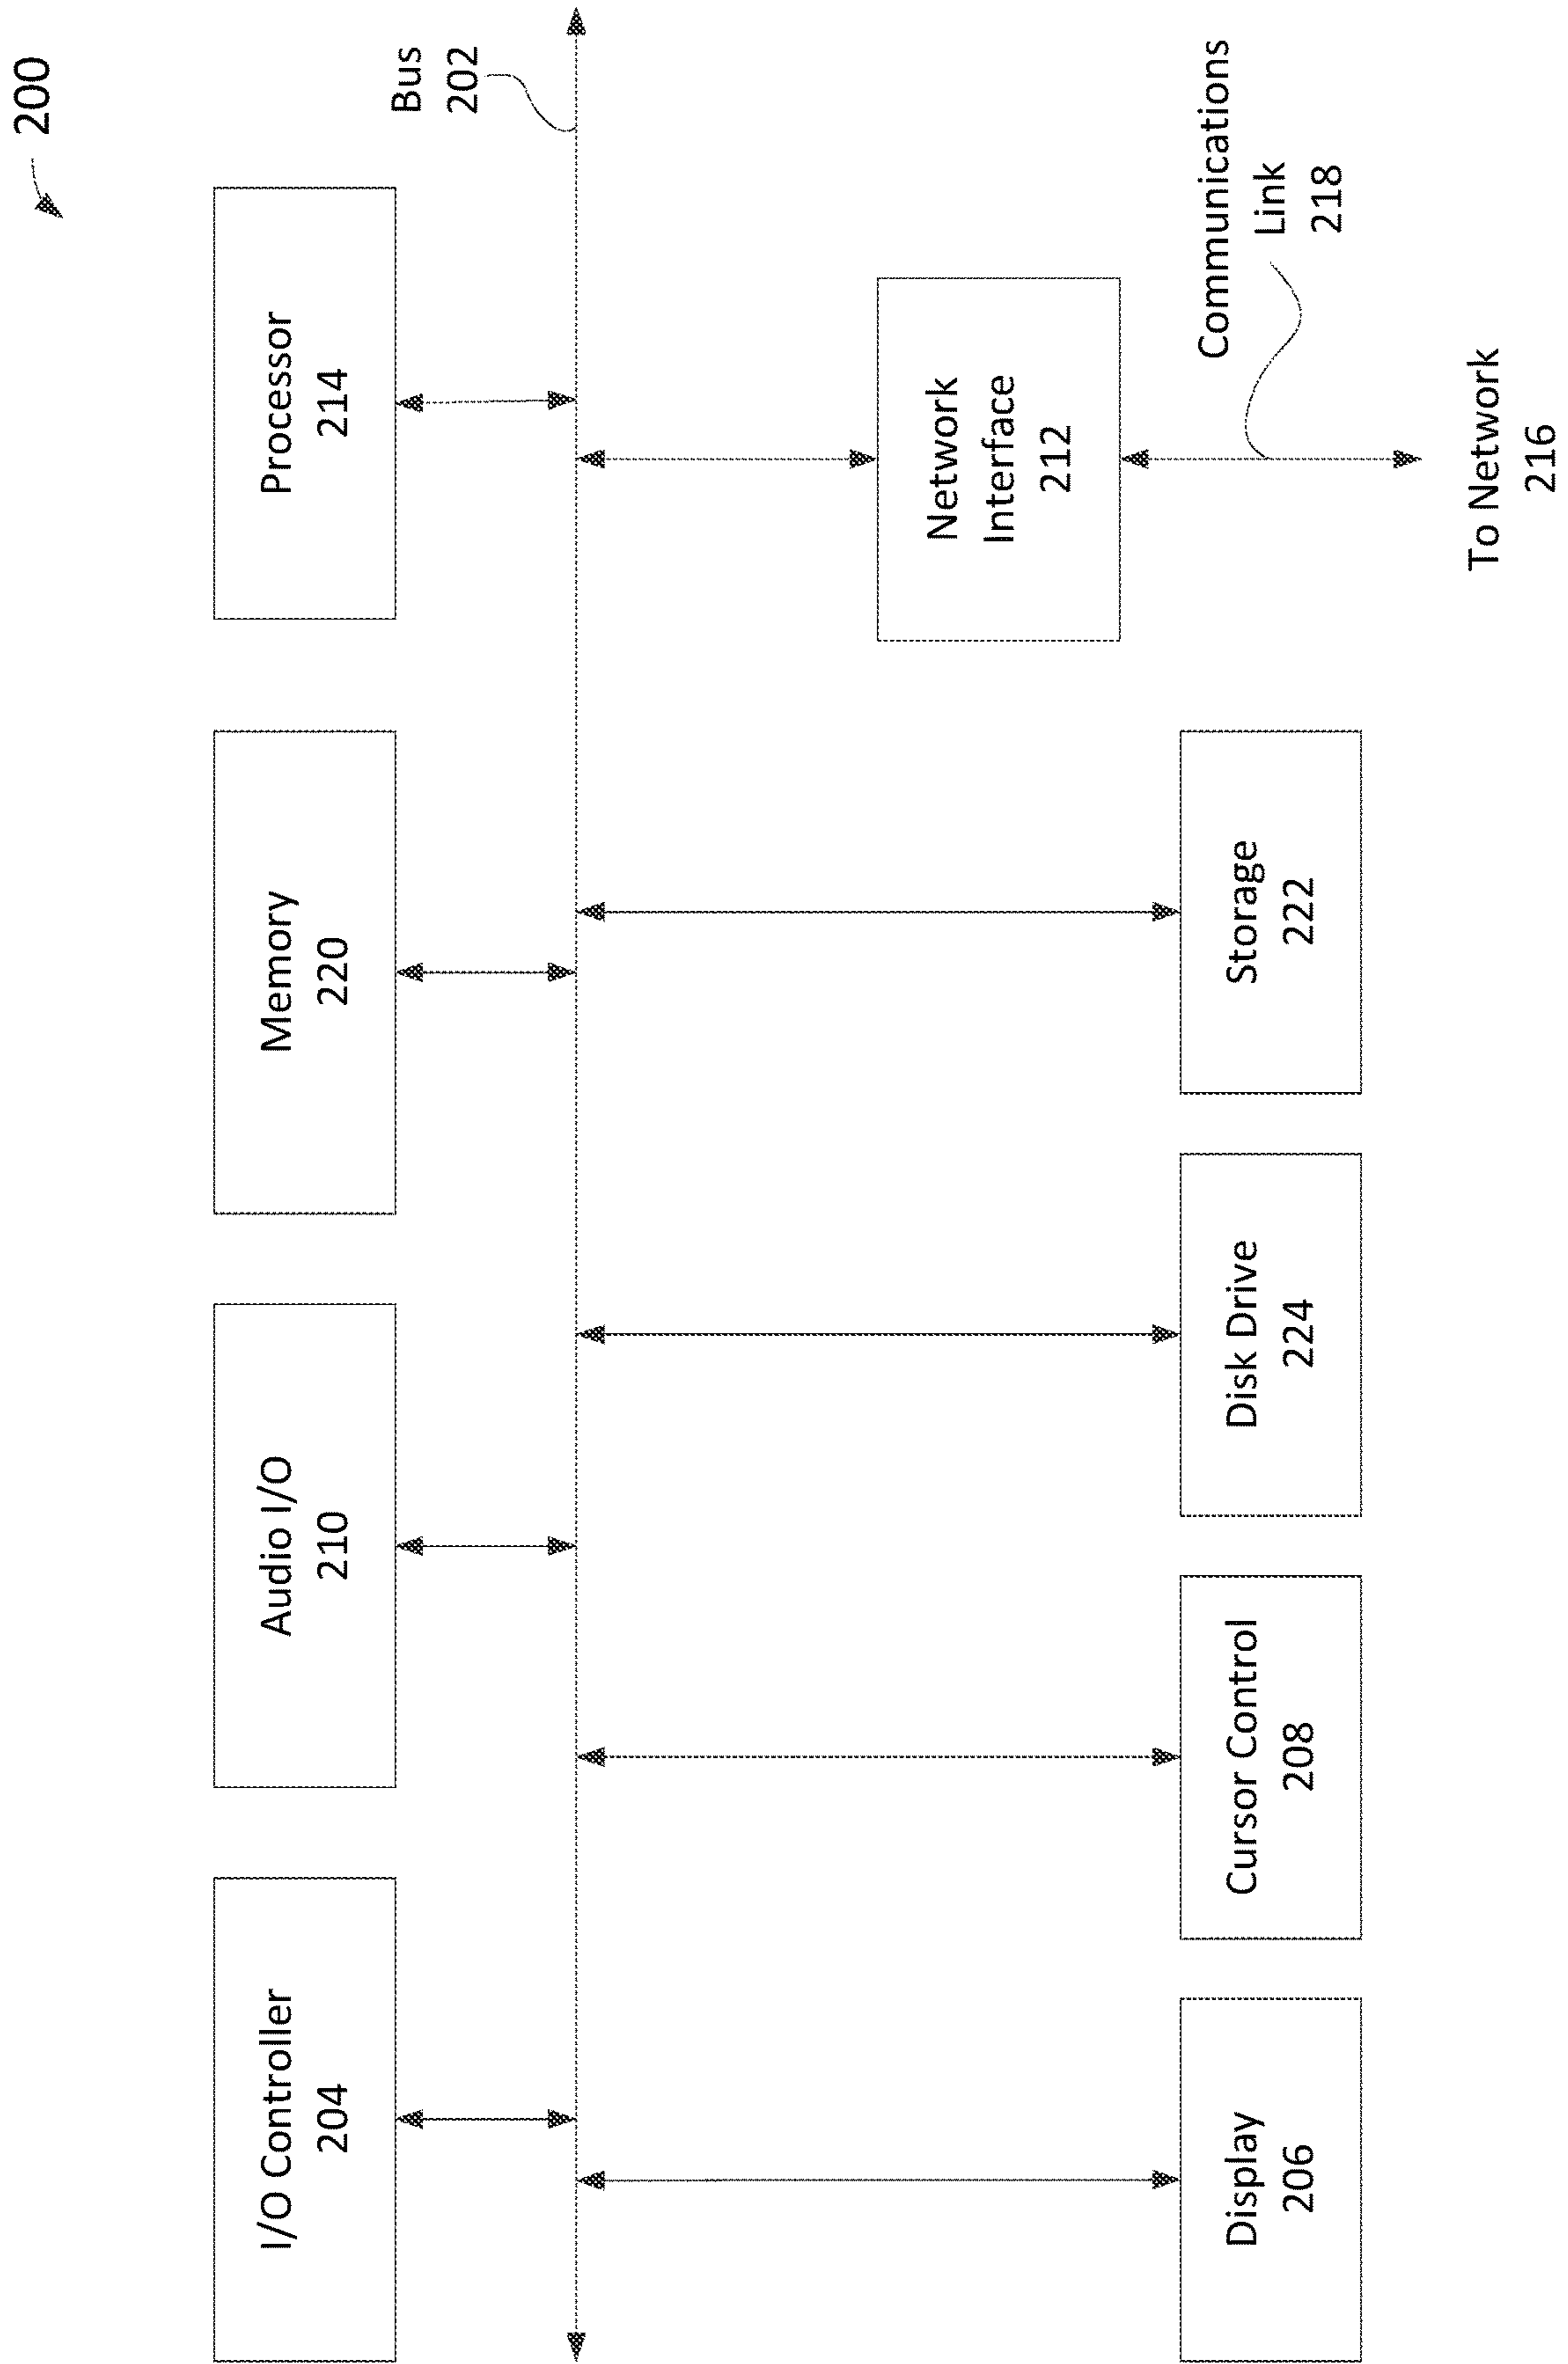 200
I/O Controller
204
Audio I/O
210
Memory
220
Processor
214
Bus
202
Network
Interface
212
Communications
Link
218
To Network
216
Display
206
Cursor Control
208
Disk Drive
224
Storage
222